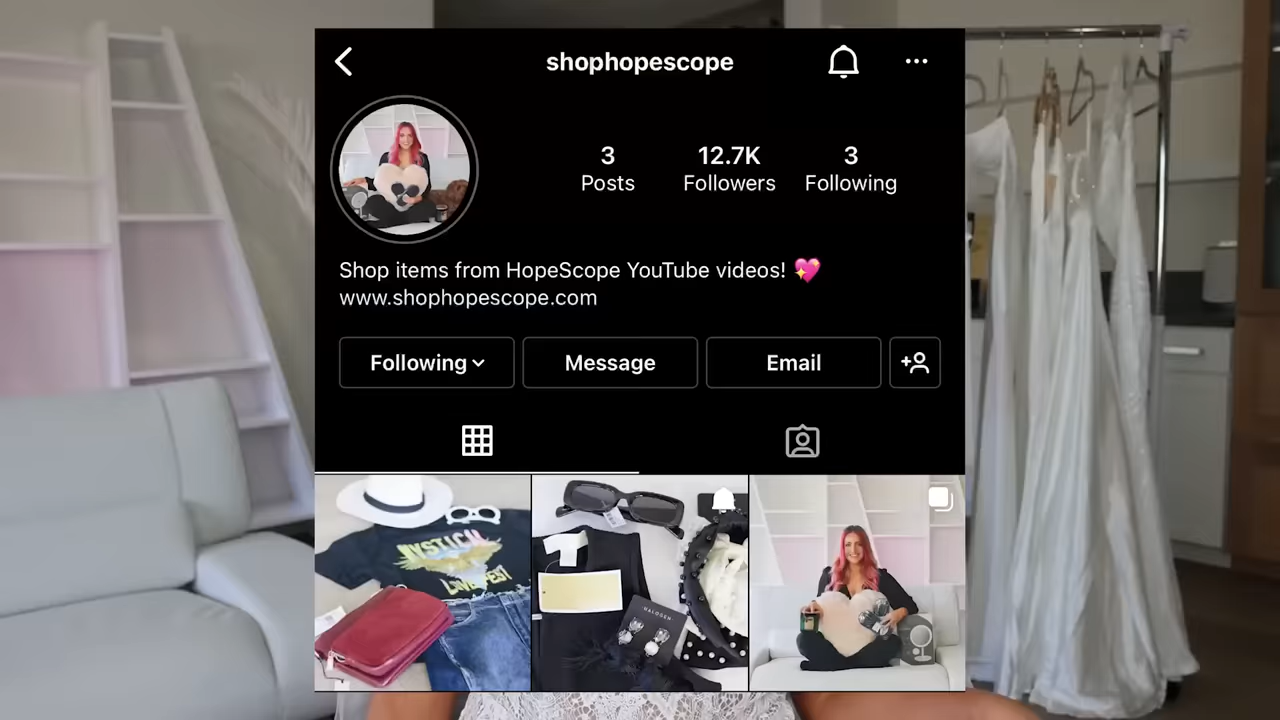 shophopescope
3 12.7K 3
Posts Followers Following
Shop items from HopeScope YouTube videos! 💖
www.shophopescope.com
Following Message Email
MYSTICAL
LOVEFEST
HALOGEN